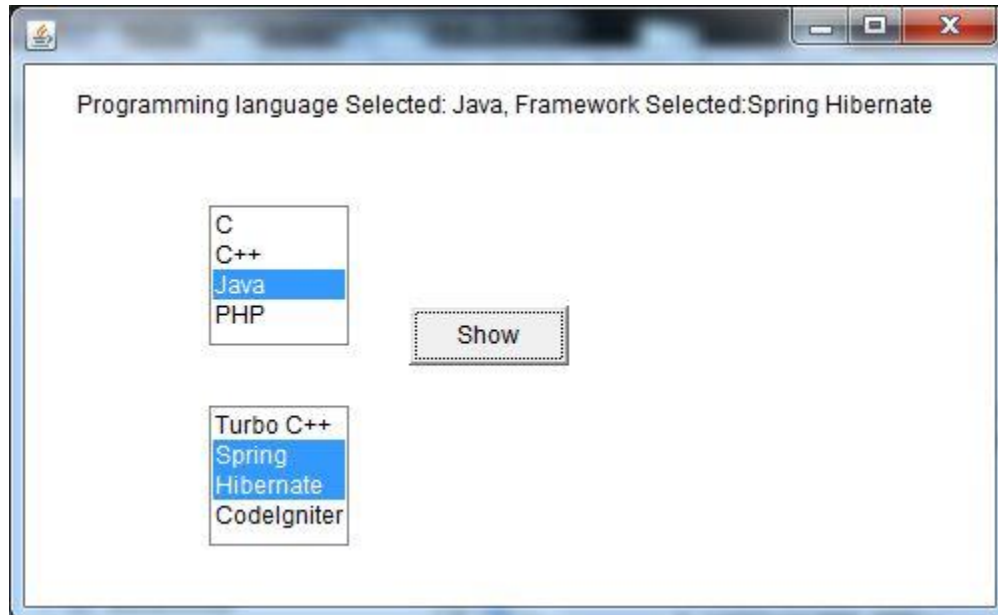 Programming language Selected: Java, Framework Selected:Spring Hibernate
C
C++
Java
PHP
Show
Turbo C++
Spring
Hibernate
CodeIgniter